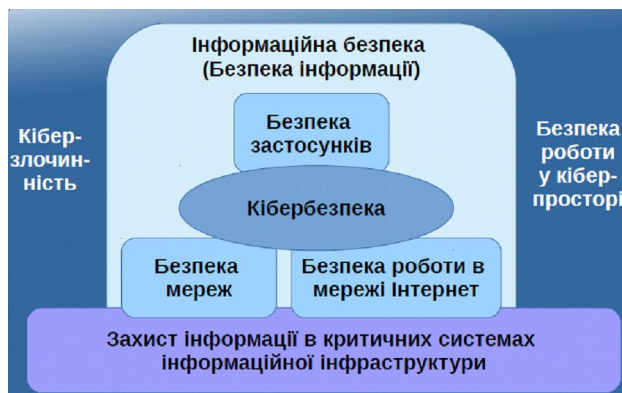 Інформаційна безпека
(Безпека інформації)
Кібер-
злочин-
ність
Безпека
застосунків
Безпека
роботи
у кібер-
просторі
Кібербезпека
Безпека
мереж
Безпека роботи в
мережі Інтернет
Захист інформації в критичних системах
інформаційної інфраструктури